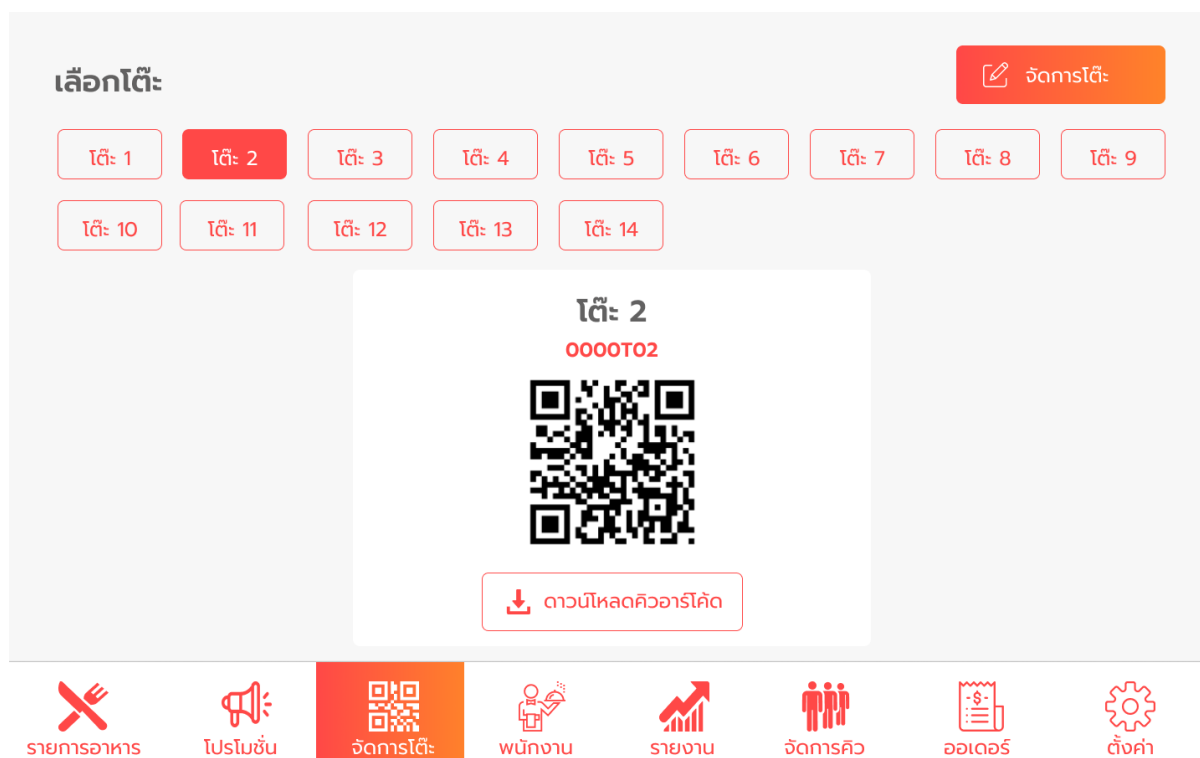 เลือกโต๊ะ
จัดการโต๊ะ
โต๊ะ 1 โต๊ะ 2 โต๊ะ 3 โต๊ะ 4 โต๊ะ 5 โต๊ะ 6 โต๊ะ 7 โต๊ะ 8 โต๊ะ 9
โต๊ะ 10 โต๊ะ 11 โต๊ะ 12 โต๊ะ 13 โต๊ะ 14
โต๊ะ 2
0000T02
ดาวน์โหลดคิวอาร์โค้ด
-$-
รายการอาหาร โปรโมชั่น จัดการโต๊ะ พนักงาน รายงาน จัดการคิว ออเดอร์ ตั้งค่า